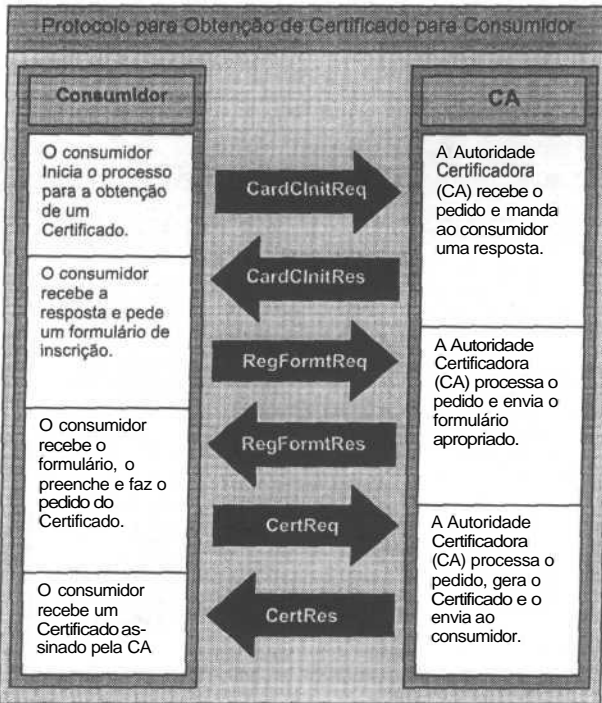 Protocolo para Obtenção de Certificado para Consumidor
Consumidor
O consumidor
Inicia o processo
para a obtenção
de um
Certificado.
O consumidor
recebe a
resposta e pede
um formulário de
inscrição.
O consumidor
recebe o
formulário, o
preenche e faz o
pedido do
Certificado.
O consumidor
recebe um
Certificado as-
sinado pela CA
CardCInitReq
CardCInitRes
RegFormtReq
RegFormtRes
CertReq
CertRes
CA
A Autoridade
Certificadora
(CA) recebe o
pedido e manda
ao consumidor
uma resposta.
A Autoridade
Certificadora
(CA) processa o
pedido e envia o
formulário
apropriado.
A Autoridade
Certificadora
(CA) processa o
pedido, gera o
Certificado e o
envia ao
consumidor.